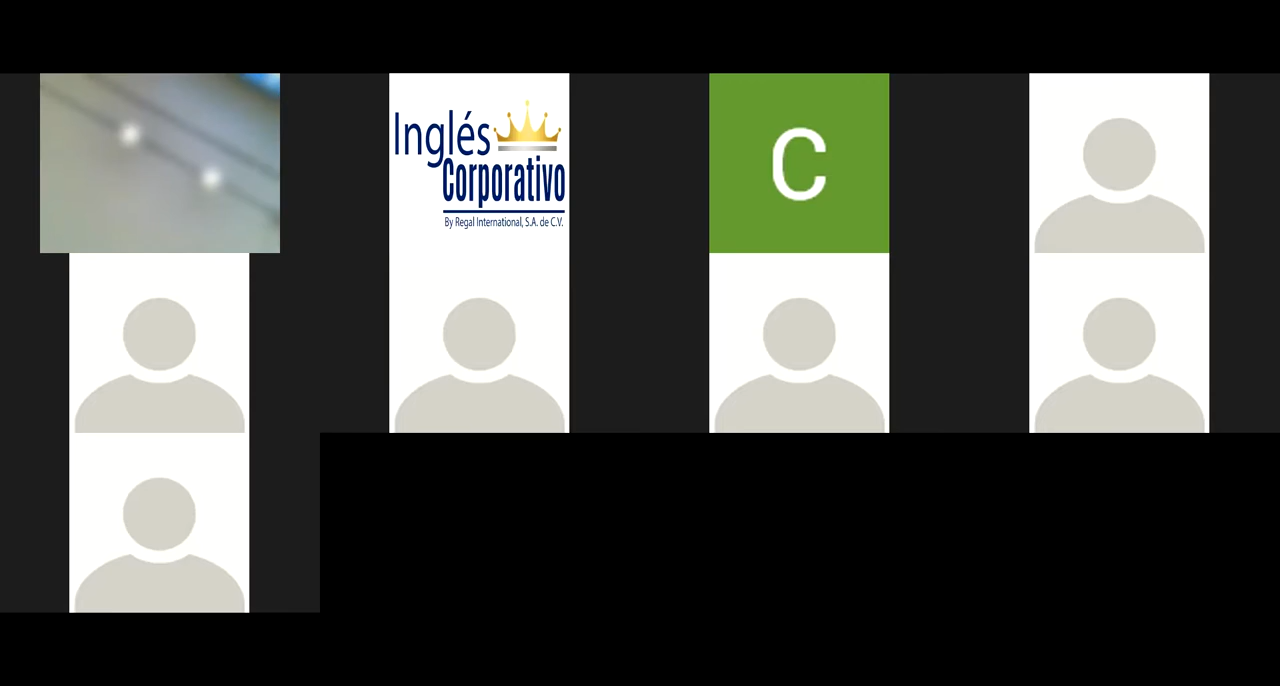 Inglés
Corporativo
By Regal International, S.A. de C.V.
C